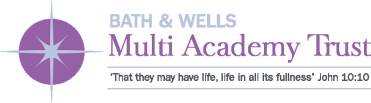 BATH & WELLS
Multi Academy Trust
'That they may have life, life in all its fullness' John 10:10